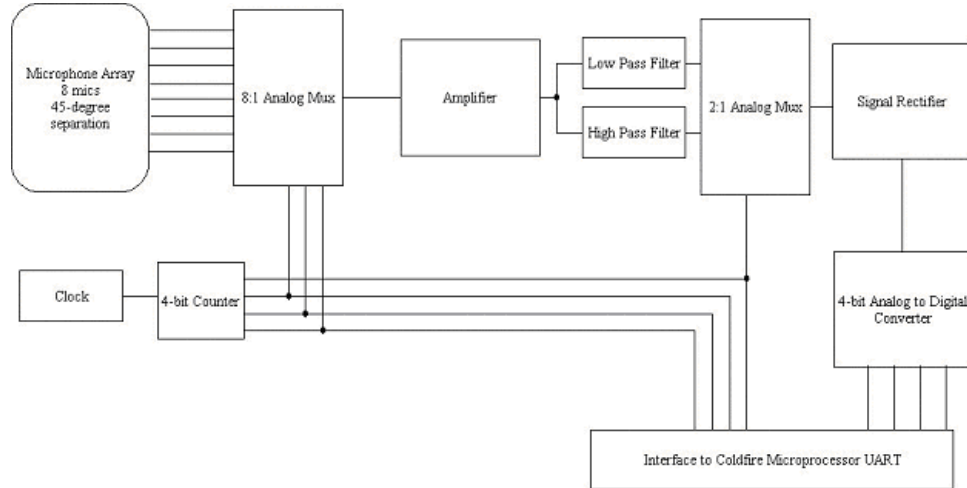 Microphone Array
8 mics
45-degree
separation
8:1 Analog Mux
Amplifier
Low Pass Filter
High Pass Filter
2:1 Analog Mux
Signal Rectifier
Clock
4-bit Counter
4-bit Analog to Digital
Converter
Interface to Coldfire Microprocessor UART